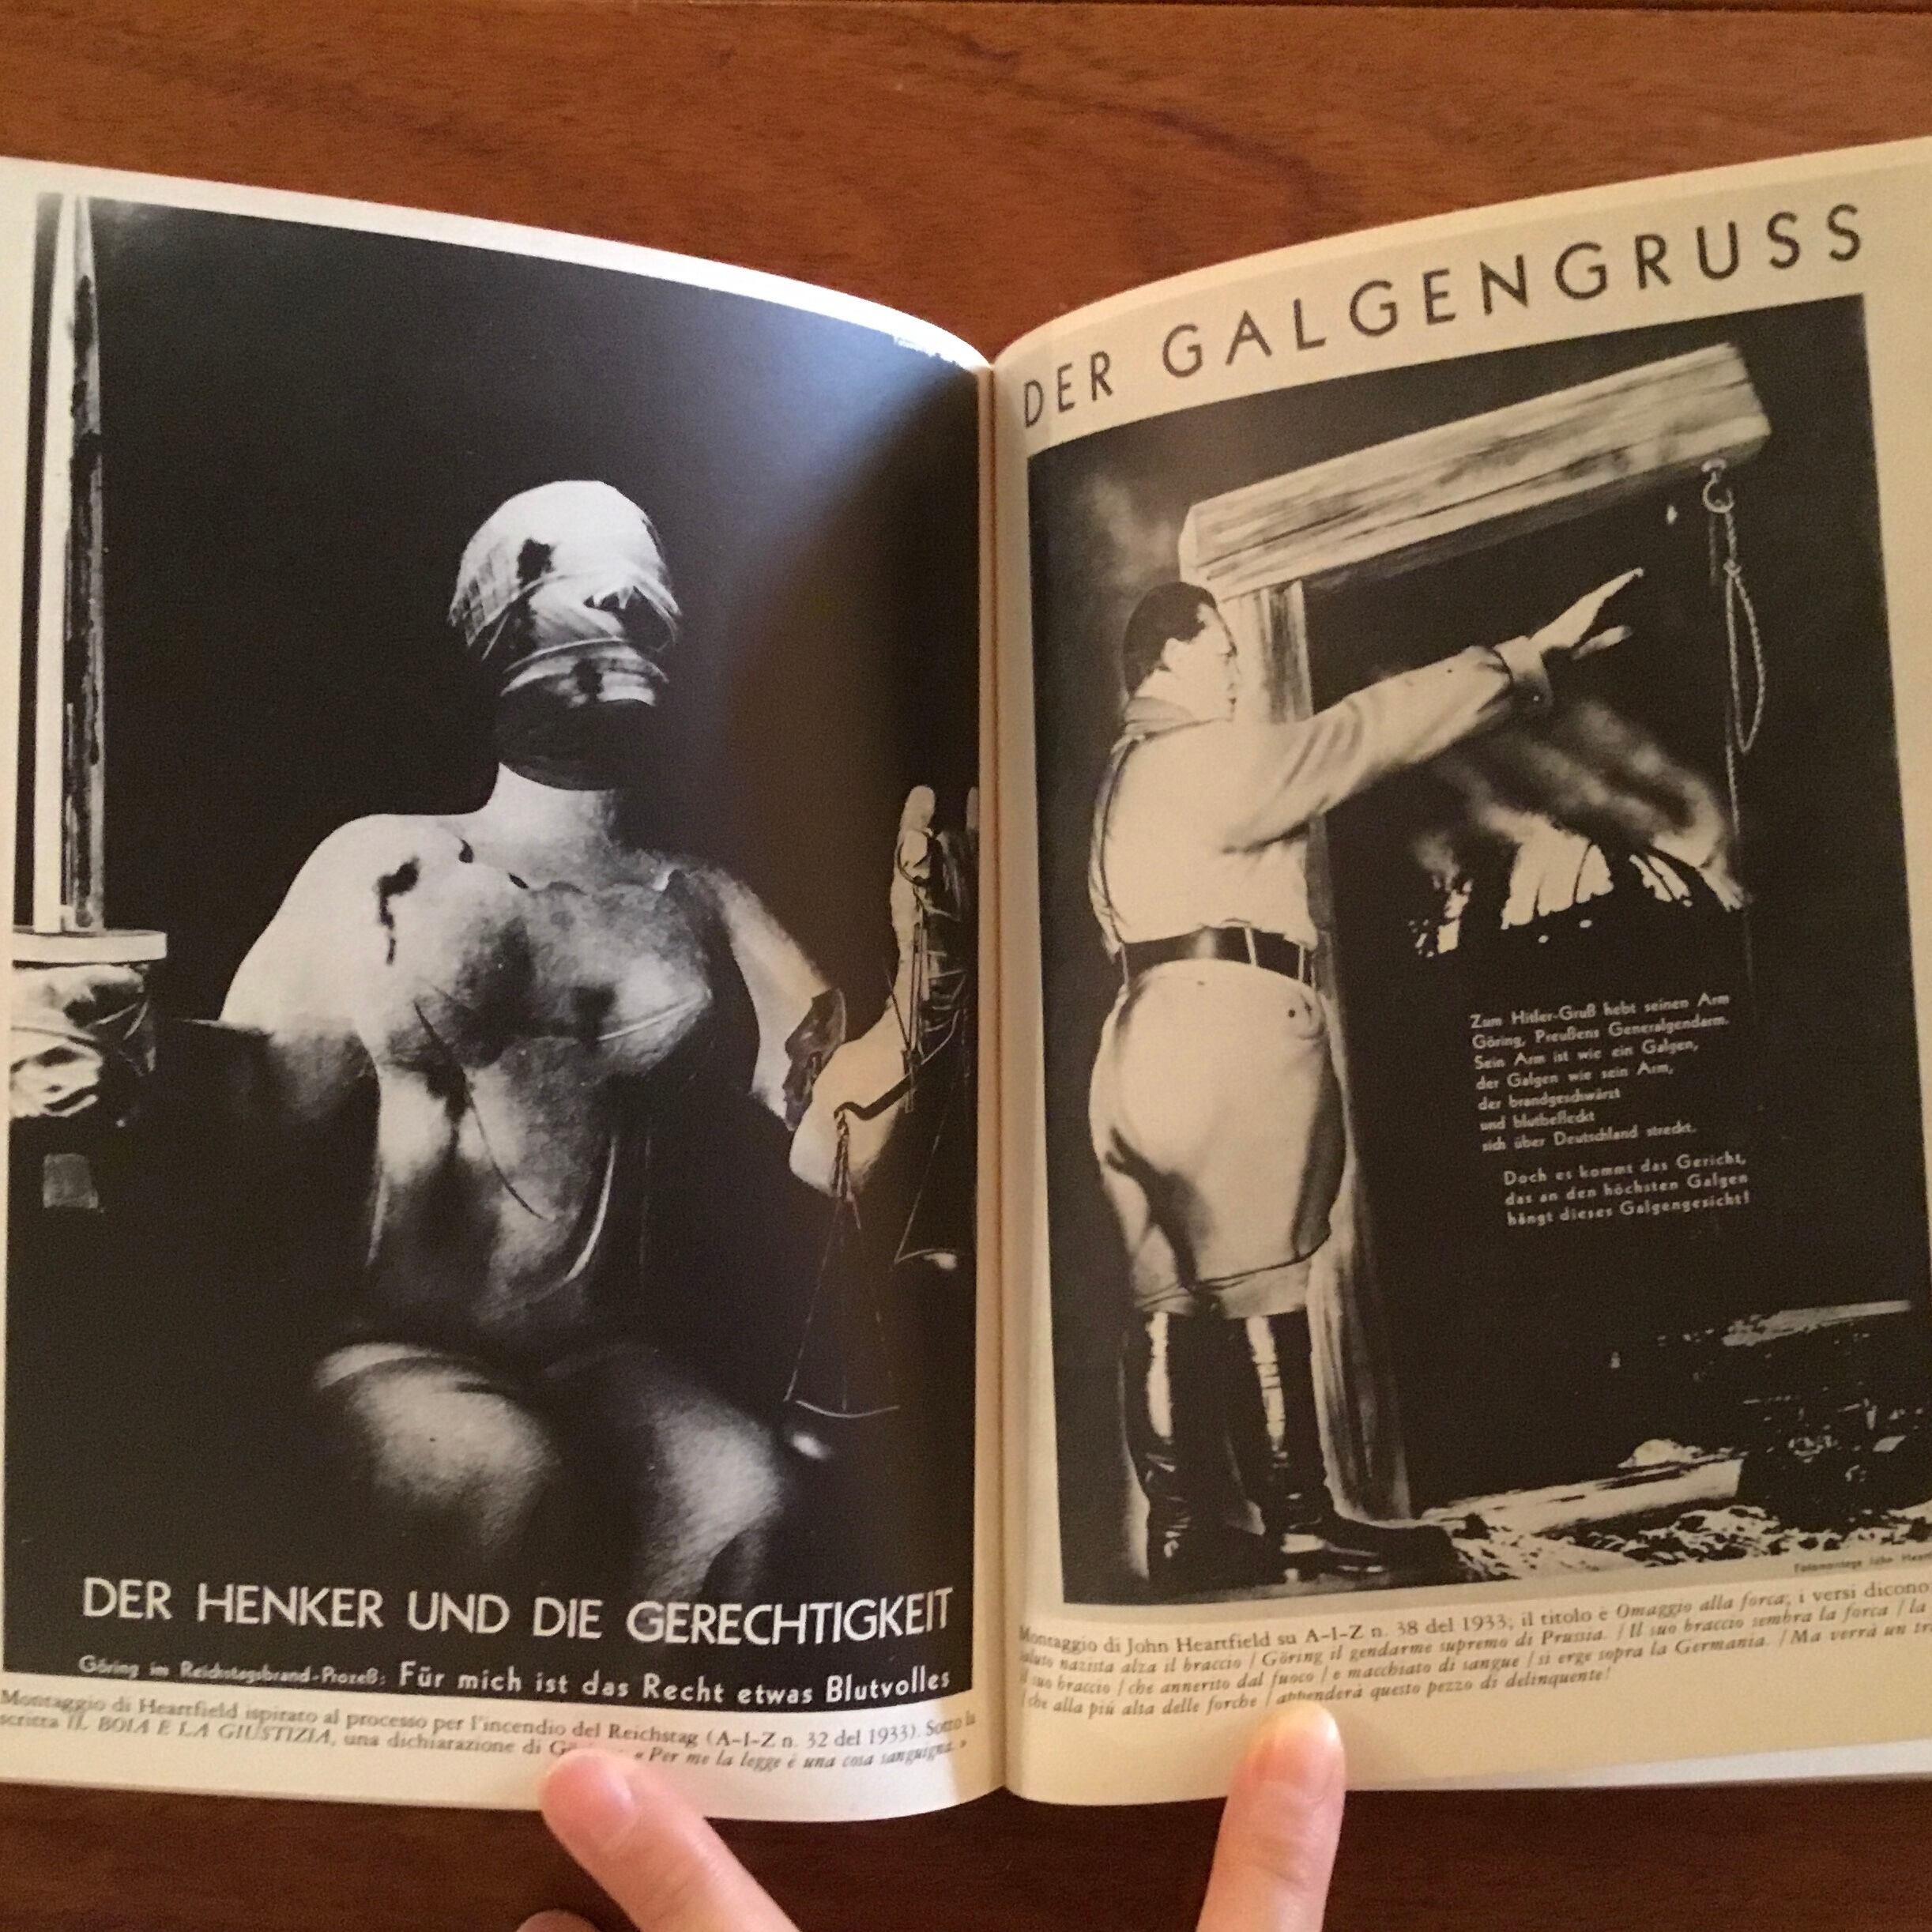 DER HENKER UND DIE GERECHTIGKEIT
Göring im Reichstagsbrand-Prozeß: Für mich ist das Recht etwas Blutvolles
Montaggio di Heartfield ispirato al processo per l'incendio del Reichstag (A-I-Z n. 32 del 1933). Sotto la
scritta IL BOIA E LA GIUSTIZIA, una dichiarazione di «Per me la legge è una cosa sanguigna.»
DER GALGENGRUSS
Zum Hitler-Gruß hebt seinen Arm
Göring, Preußens Generalgendarm.
Sein Arm ist wie ein Galgen,
der Galgen wie sein Arm,
der brandgeschwärzt
und blutbefleckt
sich über Deutschland streckt.
Doch es kommt das Gericht,
das an den höchsten Galgen
hängt dieses Galgengesicht!
Fotomontage John
Montaggio di John Heartfield su A-I-Z n. 38 del 1933; il titolo è Omaggio alla forca; i versi dicono
saluto nazista alza il braccio / Göring il gendarme supremo di Prussia. / Il suo braccio sembra la forca / la
il suo braccio / che annerito dal fuoco / e macchiato di sangue / si erge sopra la Germania. / Ma verrà un
/ che alla più alta delle forche / appenderà questo pezzo di delinquente!